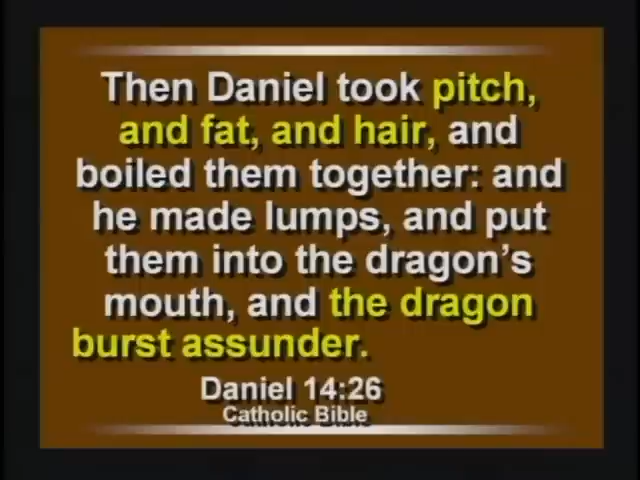 Then Daniel took pitch,
and fat, and hair, and
boiled them together: and
he made lumps, and put
them into the dragon's
mouth, and the dragon
burst assunder.
Daniel 14:26
Catholic Bible